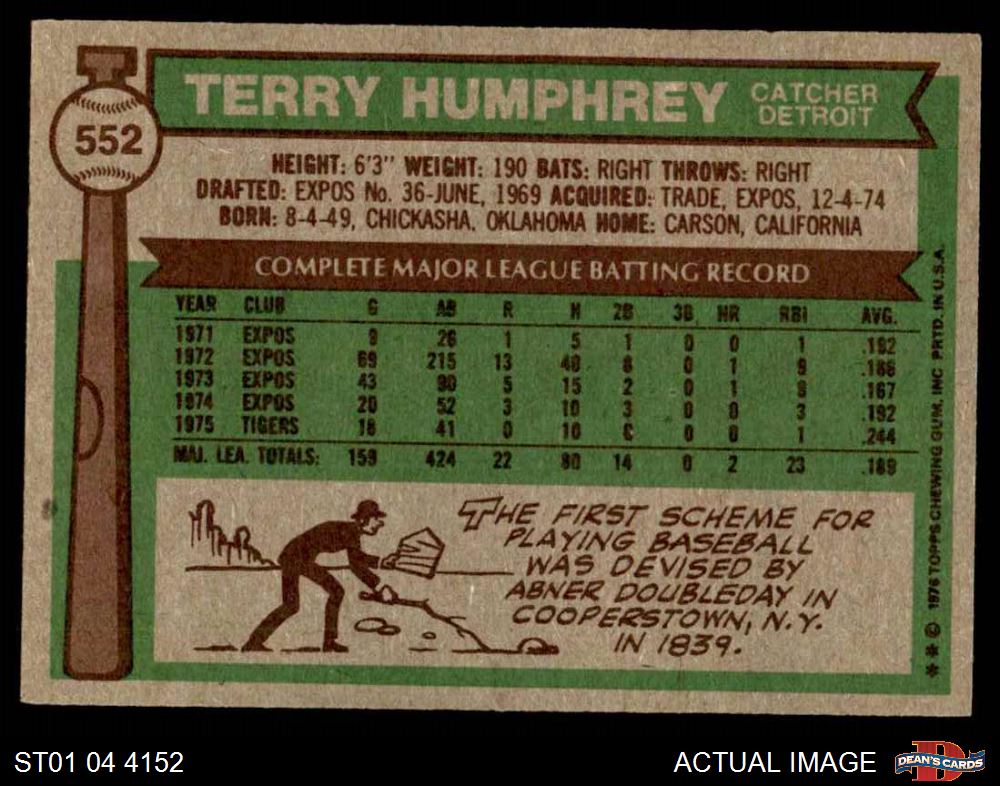 552
TERRY HUMPHREY
CATCHER
DETROIT
HEIGHT: 6'3" WEIGHT: 190 BATS: RIGHT THROWS: RIGHT
DRAFTED: EXPOS No. 36-JUNE, 1969 ACQUIRED: TRADE, EXPOS, 12-4-74
BORN: 8-4-49, CHICKASHA, OKLAHOMA HOME: CARSON, CALIFORNIA
COMPLETE MAJOR LEAGUE BATTING RECORD
YEAR CLUB G AB R H 2B 3B HR RBI AVG.
1971 EXPOS 9 26 1 5 1 0 0 1 .192
1972 EXPOS 69 215 13 40 8 0 1 9 .186
1973 EXPOS 43 90 5 15 2 0 1 9 .167
1974 EXPOS 20 52 3 10 3 0 0 3 .192
1975 TIGERS 18 41 0 10 0 0 0 1 .244
MAJ. LEA. TOTALS: 159 424 22 80 14 0 2 23 .189
THE FIRST SCHEME FOR
PLAYING BASEBALL
WAS DEVISED BY
ABNER DOUBLEDAY IN
COOPERSTOWN, N.Y.
IN 1839.
** © 1976 TOPPS CHEWING GUM, INC PRTD. IN U.S.A.
ST01 04 4152
ACTUAL IMAGE
D
DEAN'S CARDS